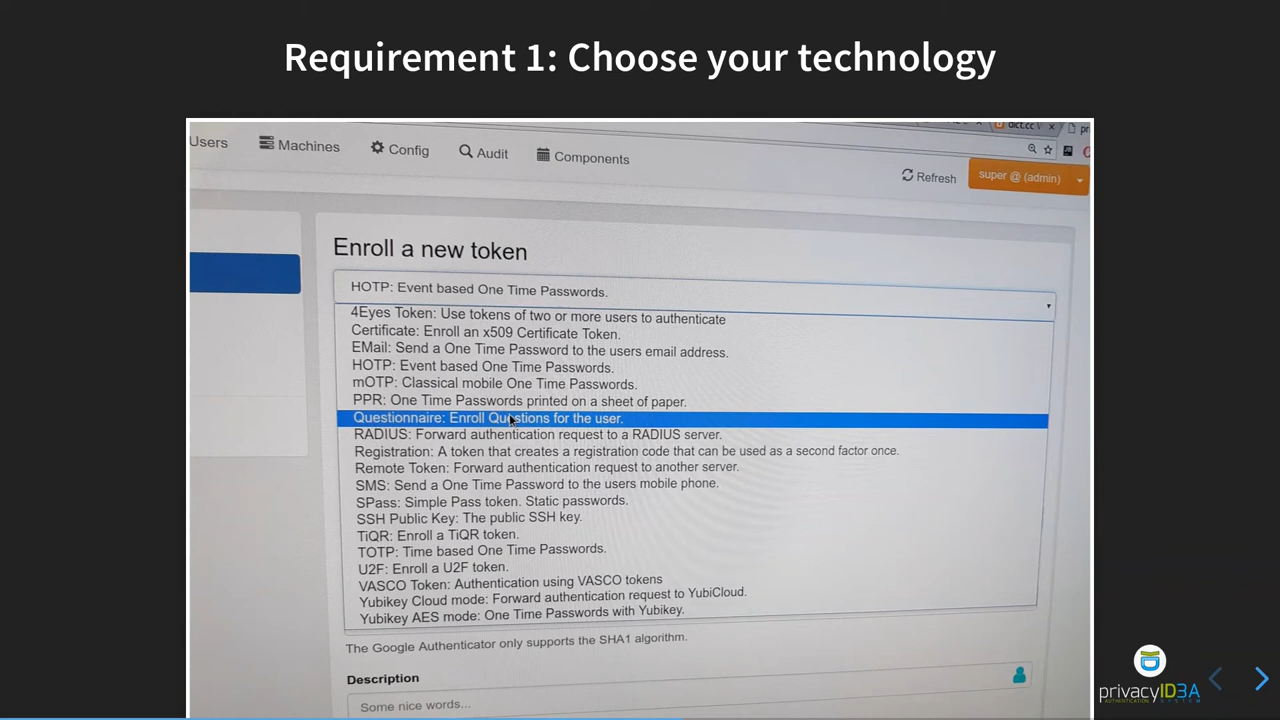 Requirement 1: Choose your technology
dict.cc
Users
Machines
Config
Audit
Components
Refresh
super @ (admin)
Enroll a new token
HOTP: Event based One Time Passwords.
4Eyes Token: Use tokens of two or more users to authenticate
Certificate: Enroll an x509 Certificate Token.
EMail: Send a One Time Password to the users email address.
HOTP: Event based One Time Passwords.
mOTP: Classical mobile One Time Passwords.
PPR: One Time Passwords printed on a sheet of paper.
Questionnaire: Enroll Questions for the user.
RADIUS: Forward authentication request to a RADIUS server.
Registration: A token that creates a registration code that can be used as a second factor once.
Remote Token: Forward authentication request to another server.
SMS: Send a One Time Password to the users mobile phone.
SPass: Simple Pass token. Static passwords.
SSH Public Key: The public SSH key.
TiQR: Enroll a TiQR token.
TOTP: Time based One Time Passwords.
U2F: Enroll a U2F token.
VASCO Token: Authentication using VASCO tokens
Yubikey Cloud mode: Forward authentication request to YubiCloud.
Yubikey AES mode: One Time Passwords with Yubikey.
The Google Authenticator only supports the SHA1 algorithm.
Description
Some nice words...
privacyID3A
AUTHENTICATION SYSTEM